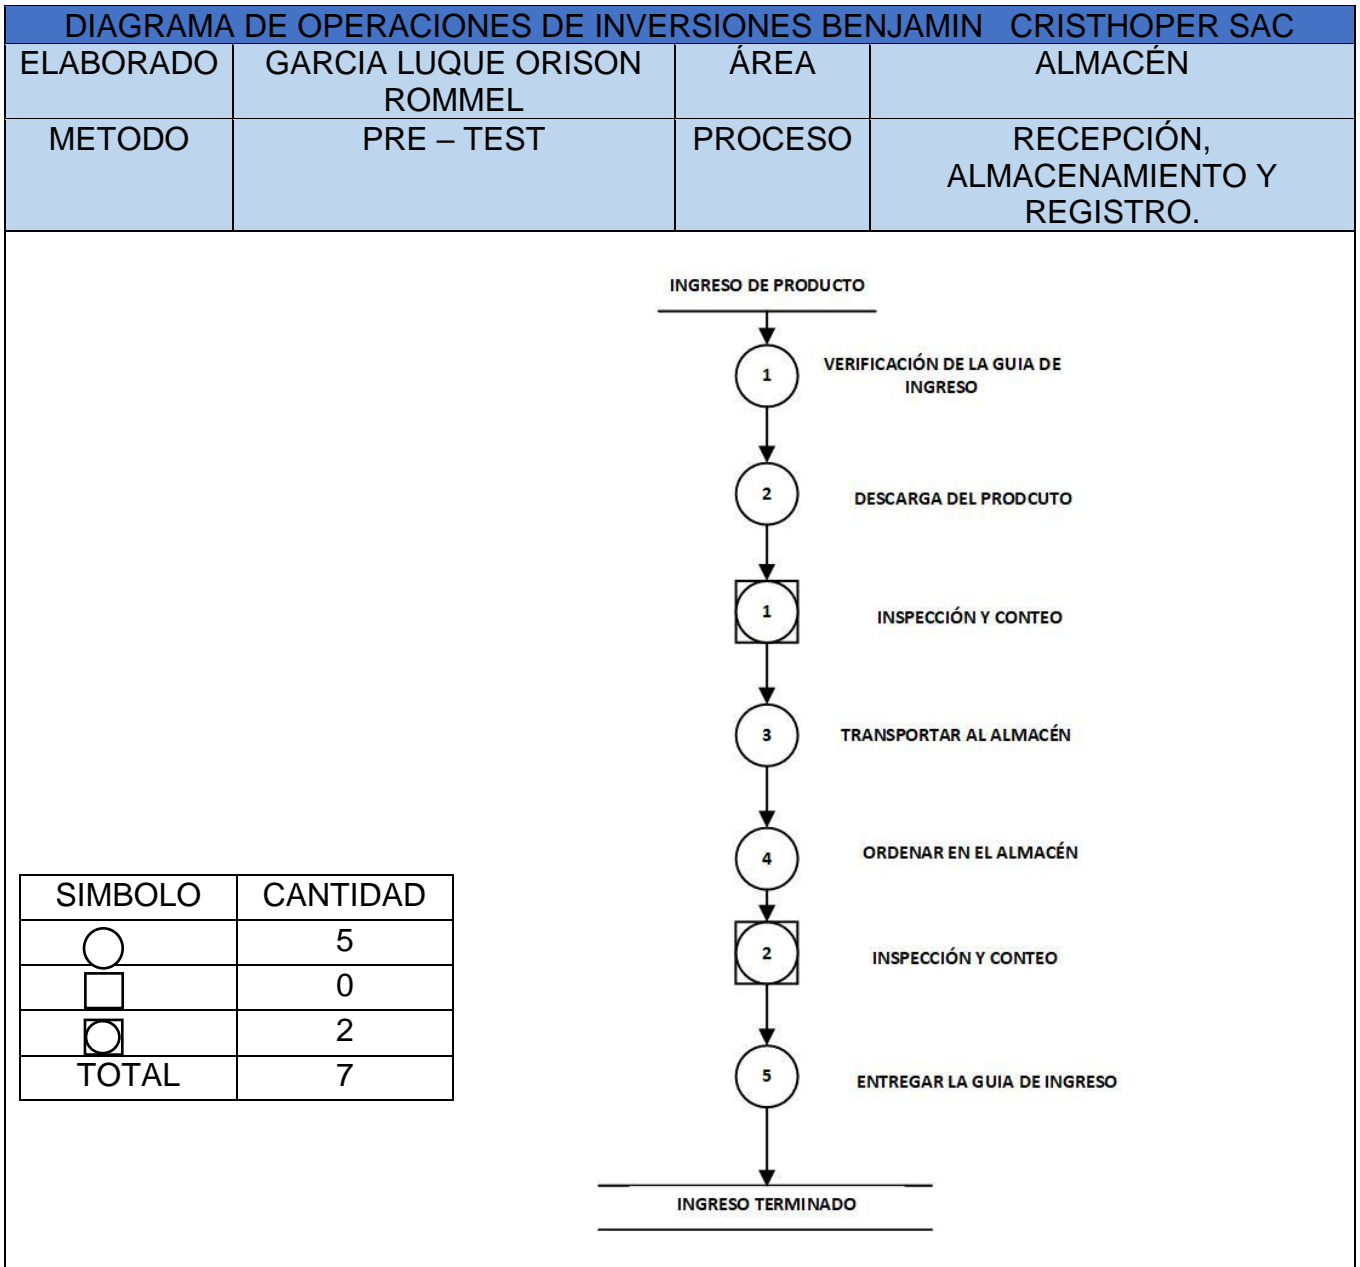 DIAGRAMA DE OPERACIONES DE INVERSIONES BENJAMIN CRISTHOPER SAC
ELABORADO
GARCIA LUQUE ORISON
ROMMEL
ÁREA
ALMACÉN
METODO
PRE – TEST
PROCESO
RECEPCIÓN,
ALMACENAMIENTO Y
REGISTRO.
INGRESO DE PRODUCTO
1
VERIFICACIÓN DE LA GUIA DE
INGRESO
2
DESCARGA DEL PRODCUTO
1
INSPECCIÓN Y CONTEO
3
TRANSPORTAR AL ALMACÉN
4
ORDENAR EN EL ALMACÉN
2
INSPECCIÓN Y CONTEO
5
ENTREGAR LA GUIA DE INGRESO
INGRESO TERMINADO
SIMBOLO CANTIDAD
5
0
2
TOTAL 7